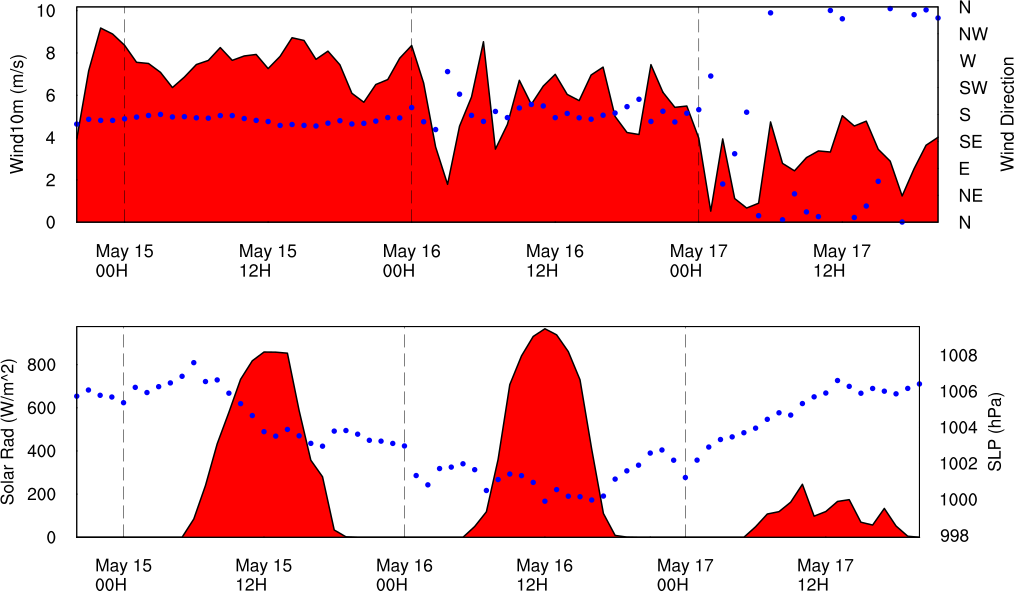 10
8
6
4
2
0
Wind10m (m/s)
N
NW
W
SW
S
SE
E
NE
N
Wind Direction
May 15 May 15 May 16 May 16 May 17 May 17
00H 12H 00H 12H 00H 12H
800
600
400
200
0
Solar Rad (W/m^2)
1008
1006
1004
1002
1000
998
SLP (hPa)
May 15 May 15 May 16 May 16 May 17 May 17
00H 12H 00H 12H 00H 12H